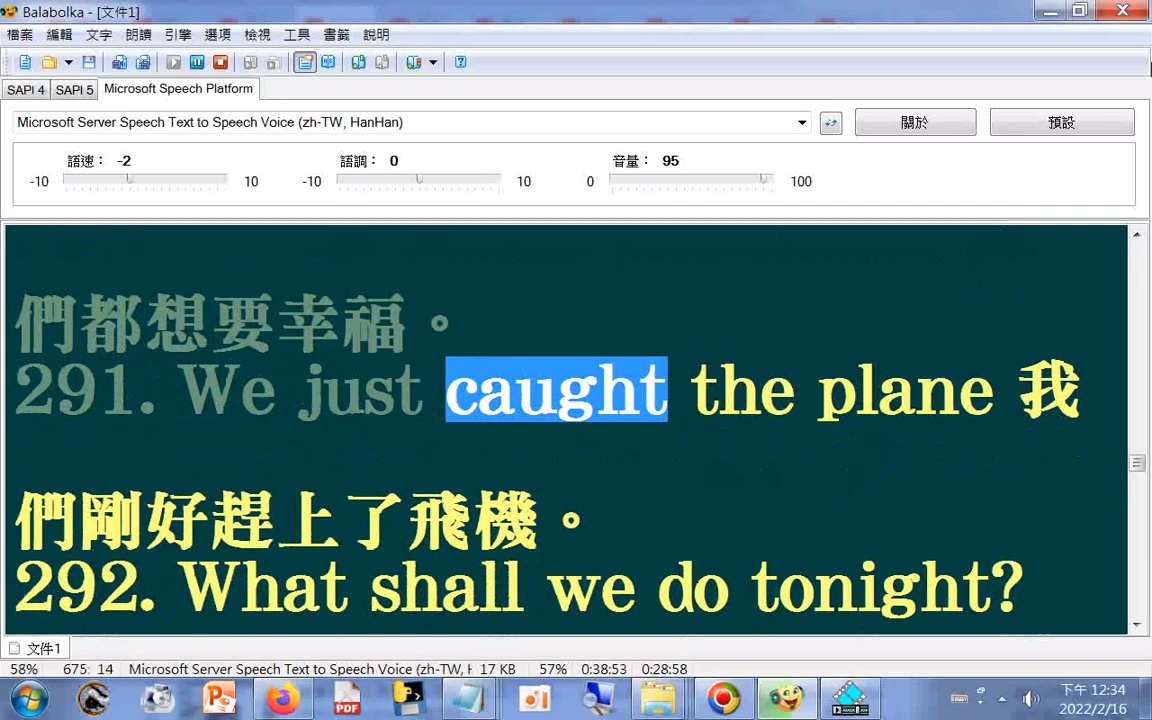 Balabolka - [文件1]
檔案 編輯 文字 朗讀 引擎 選項 檢視 工具 書籤 說明
SAPI 4 SAPI 5 Microsoft Speech Platform
Microsoft Server Speech Text to Speech Voice (zh-TW, HanHan) 關於 預設
語速： -2 語調： 0 音量： 95
-10 10 -10 10 0 100
們都想要幸福。
291. We just caught the plane 我
們剛好趕上了飛機。
292. What shall we do tonight?
文件1
58% 675: 14 Microsoft Server Speech Text to Speech Voice (zh-TW, H 17 KB 57% 0:38:53 0:28:58
下午 12:34
2022/2/16